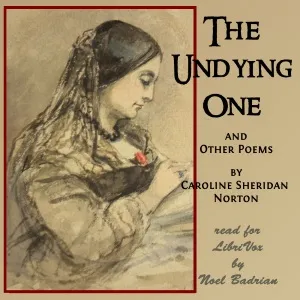 THE
UNDYING
ONE
AND
OTHER POEMS
BY
CAROLINE SHERIDAN
NORTON
read for
LibriVox
by
Noel Badrian